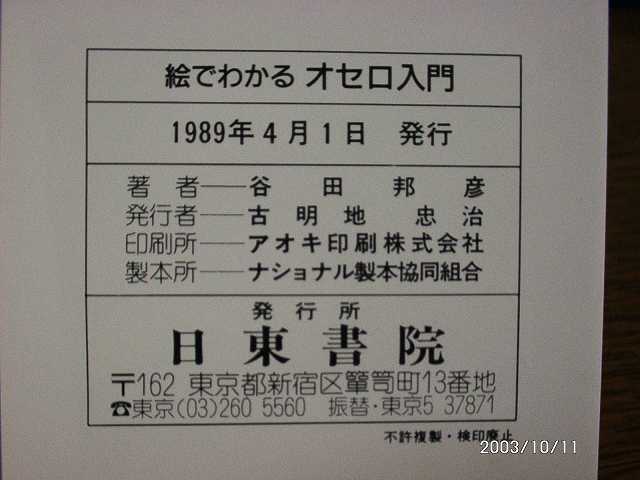 絵でわかる オセロ入門
1989年4月1日 発行
著者──谷田邦彦
発行者──古明地 忠治
印刷所──アオキ印刷株式会社
製本所──ナショナル製本協同組合
発行所
日東書院
〒162 東京都新宿区簞笥町13番地
☎東京(03)260 5560 振替・東京5 37871
不許複製・検印廃止
2003/10/11